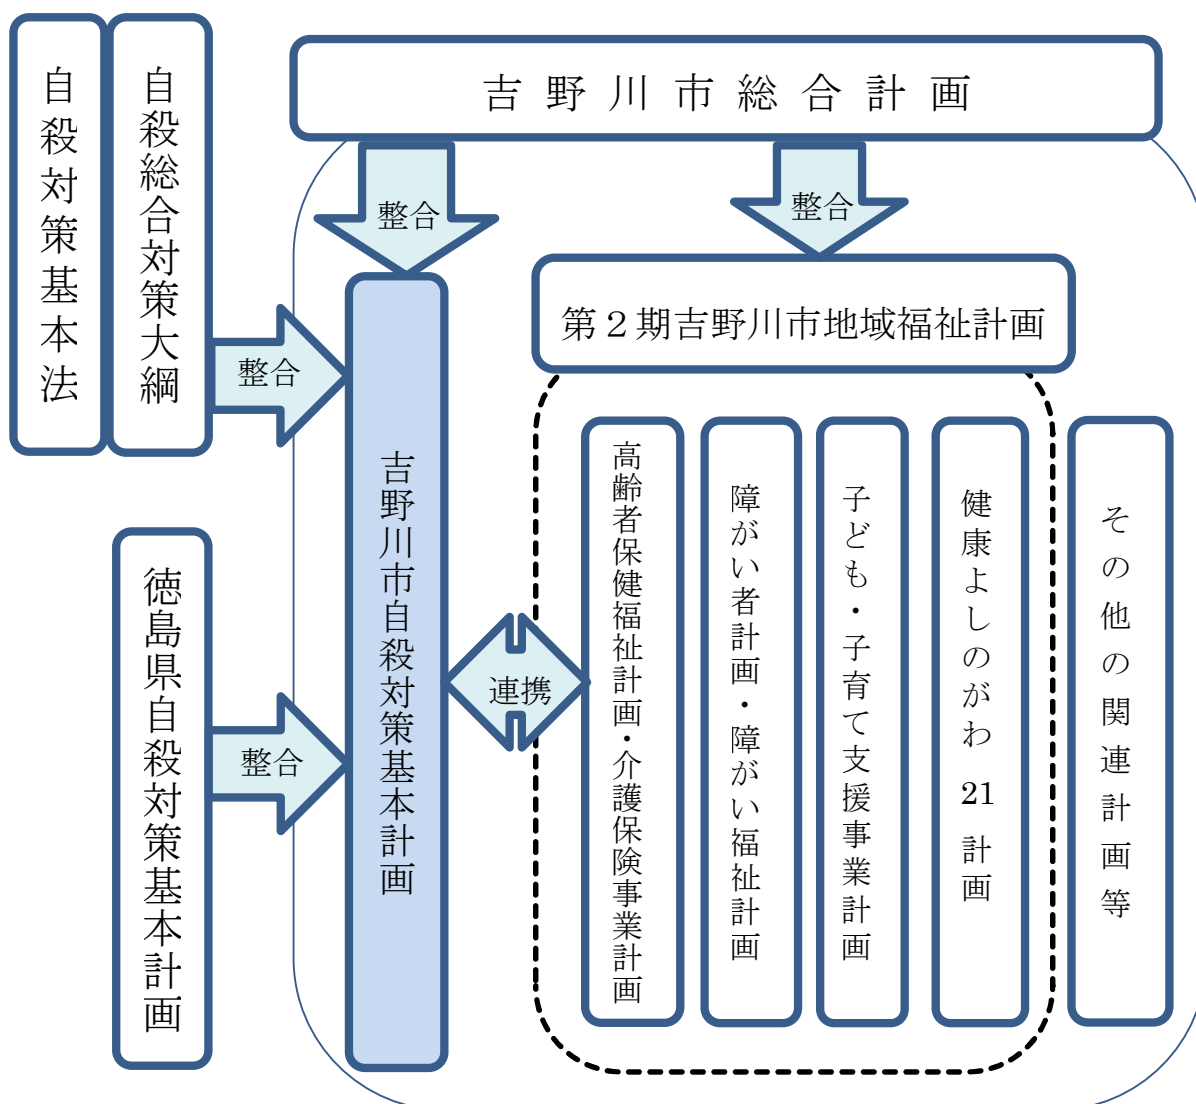 自殺対策基本法
自殺総合対策大綱
吉野川市総合計画
整合
整合
第２期吉野川市地域福祉計画
整合
吉野川市自殺対策基本計画
徳島県自殺対策基本計画
整合
連携
高齢者保健福祉計画・介護保険事業計画
障がい者計画・障がい福祉計画
子ども・子育て支援事業計画
健康よしのがわ 21 計画
その他の関連計画等